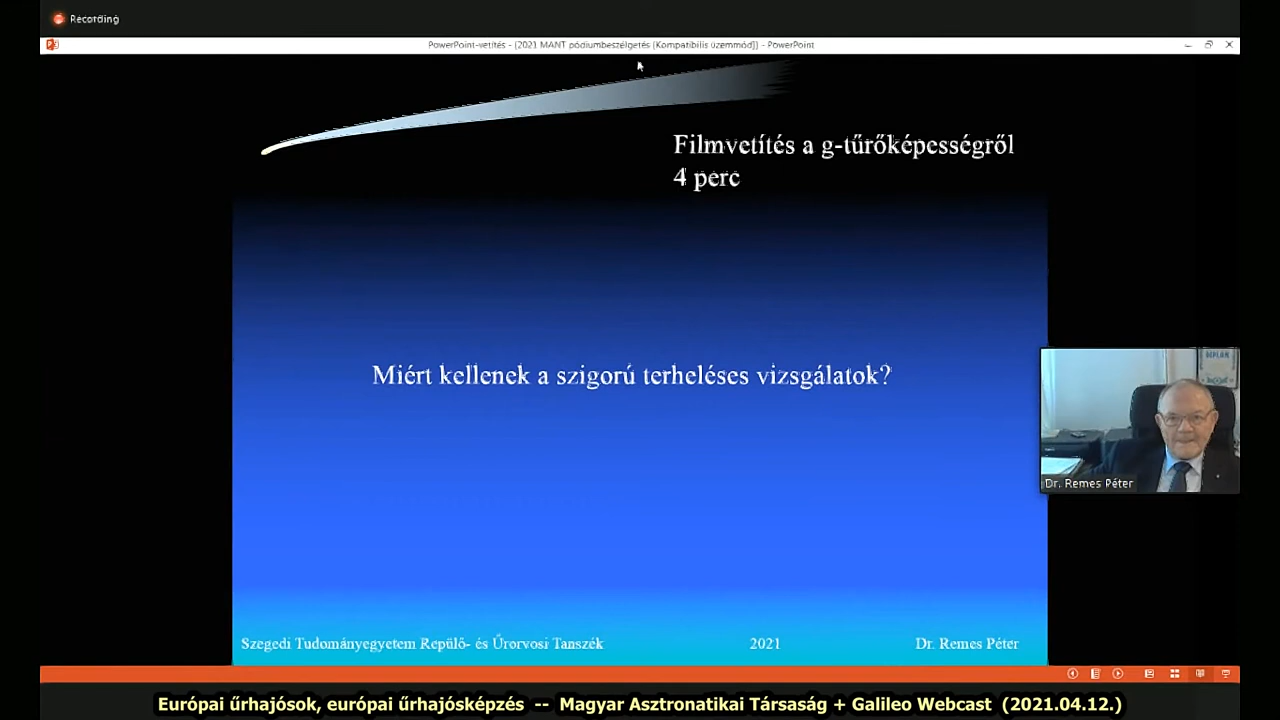 Recording
PowerPoint-vetítés - (2021 MANT pódiumbeszélgetés [Kompatibilis üzemmód]) - PowerPoint
Filmvetítés a g-tűrőképességről
4 perc
Miért kellenek a szigorú terheléses vizsgálatok?
Dr. Remes Péter
Szegedi Tudományegyetem Repülő- és Űrorvosi Tanszék 2021 Dr. Remes Péter
Európai űrhajósok, európai űrhajósképzés -- Magyar Asztronatikai Társaság + Galileo Webcast (2021.04.12.)